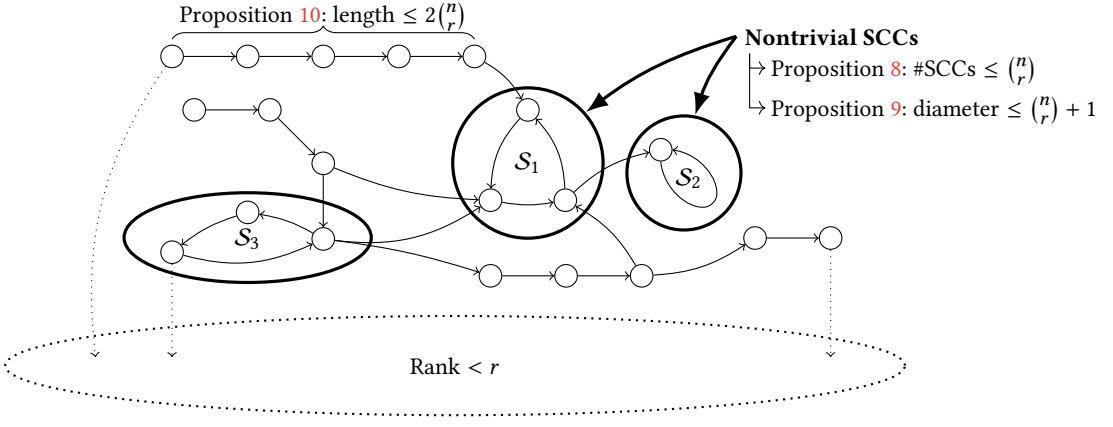 Proposition 10: length ≤ 2(n r)
Nontrivial SCCs
Proposition 8: #SCCs ≤ (n r)
Proposition 9: diameter ≤ (n r) + 1
S₁
S₂
S₃
Rank < r